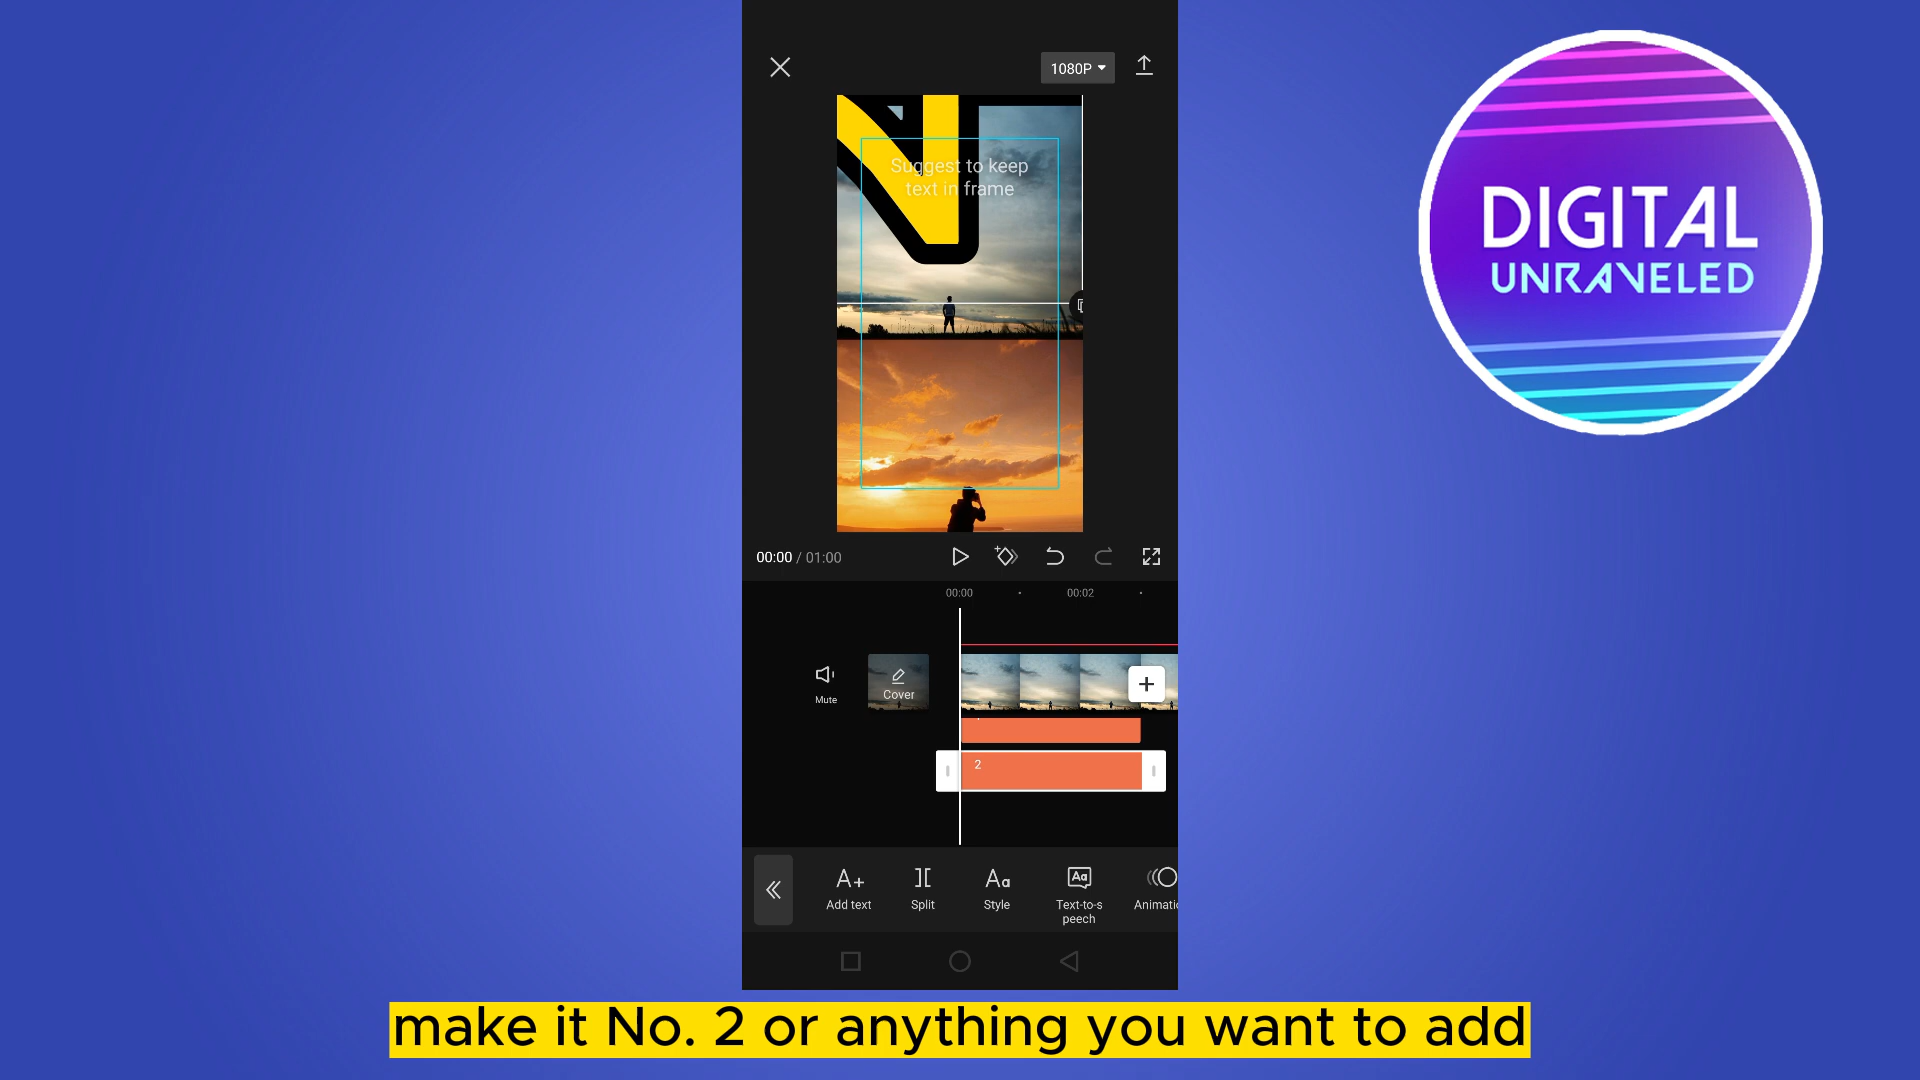 1080P
Suggest to keep
text in frame
DIGITAL
UNRAVELED
00:00 / 01:00
00:00
00:02
Mute
Cover
2
Add text
Split
Style
Text-to-s
peech
Animatio
make it No. 2 or anything you want to add